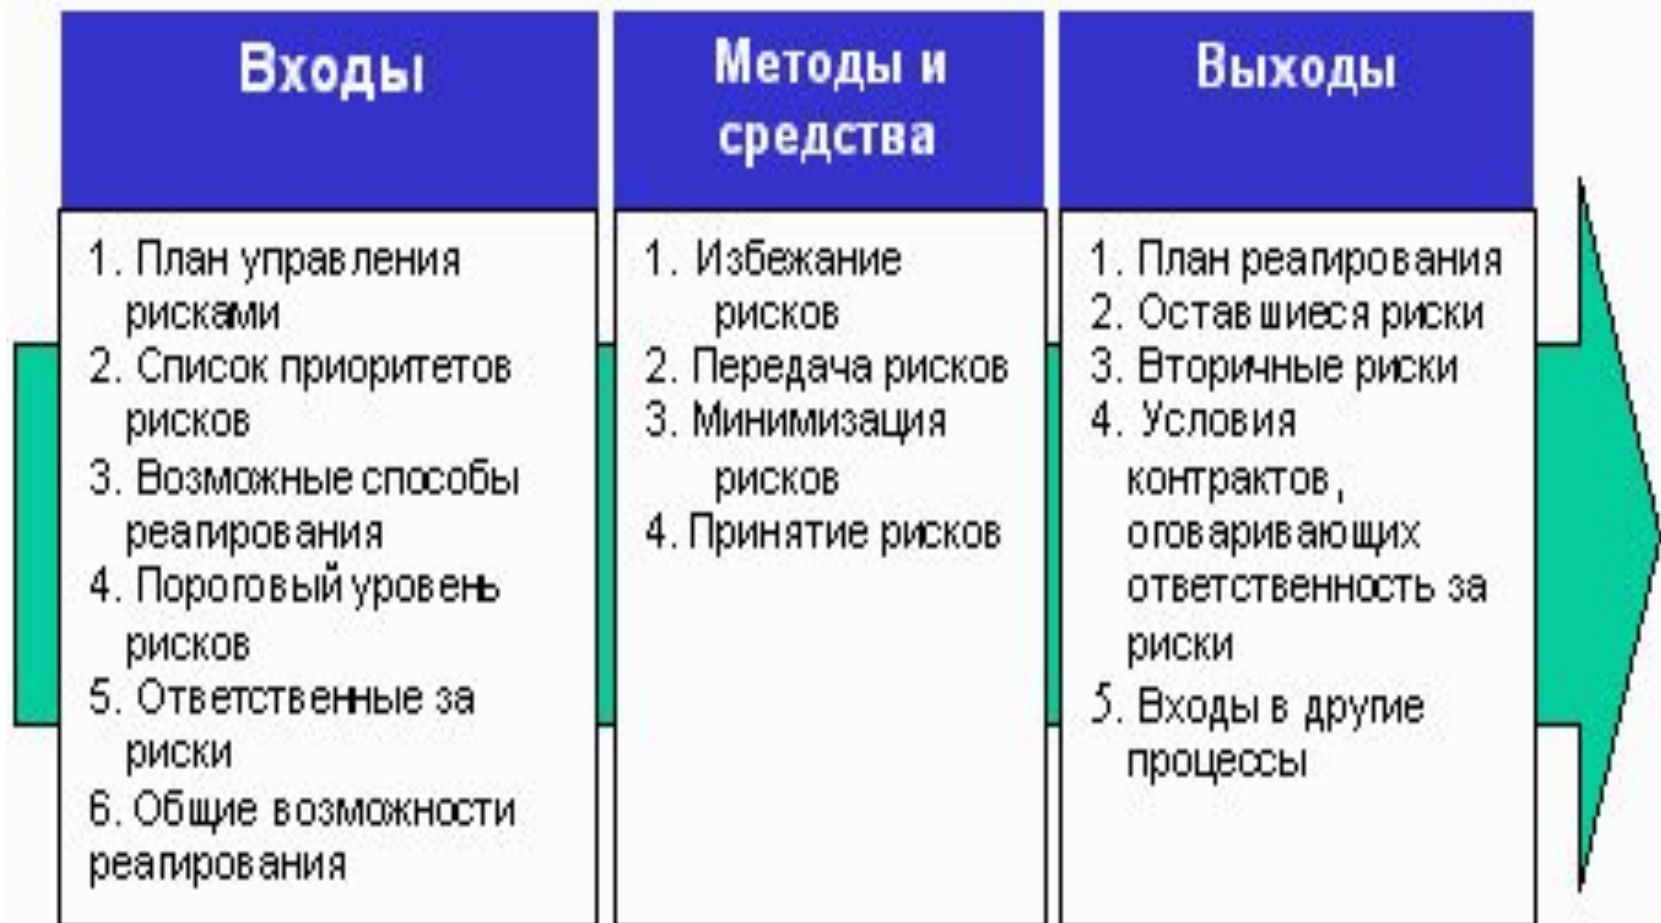 Входы
1. План управления
рисками
2. Список приоритетов
рисков
3. Возможные способы
реагирования
4. Пороговый уровень
рисков
5. Ответственные за
риски
6. Общие возможности
реагирования
Методы и
средства
1. Избежание
рисков
2. Передача рисков
3. Минимизация
рисков
4. Принятие рисков
Выходы
1. План реагирования
2. Оставшиеся риски
3. Вторичные риски
4. Условия
контрактов,
оговаривающих
ответственность за
риски
5. Входы в другие
процессы